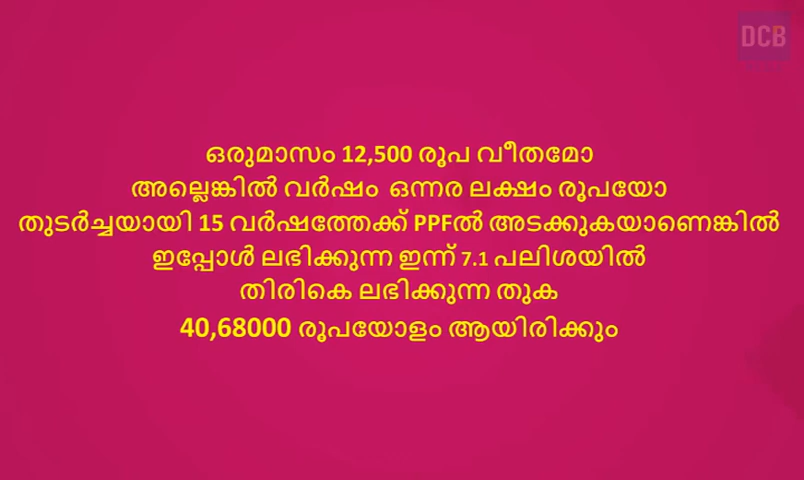 DCB
ഒരുമാസം 12,500 രൂപ വീതമോ
അല്ലെങ്കിൽ വർഷം ഒന്നര ലക്ഷം രൂപയോ
തുടർച്ചയായി 15 വർഷത്തേക്ക് PPFൽ അടക്കുകയാണെങ്കിൽ
ഇപ്പോൾ ലഭിക്കുന്ന ഇന്ന് 7.1 പലിശയിൽ
തിരികെ ലഭിക്കുന്ന തുക
40,68000 രൂപയോളം ആയിരിക്കും